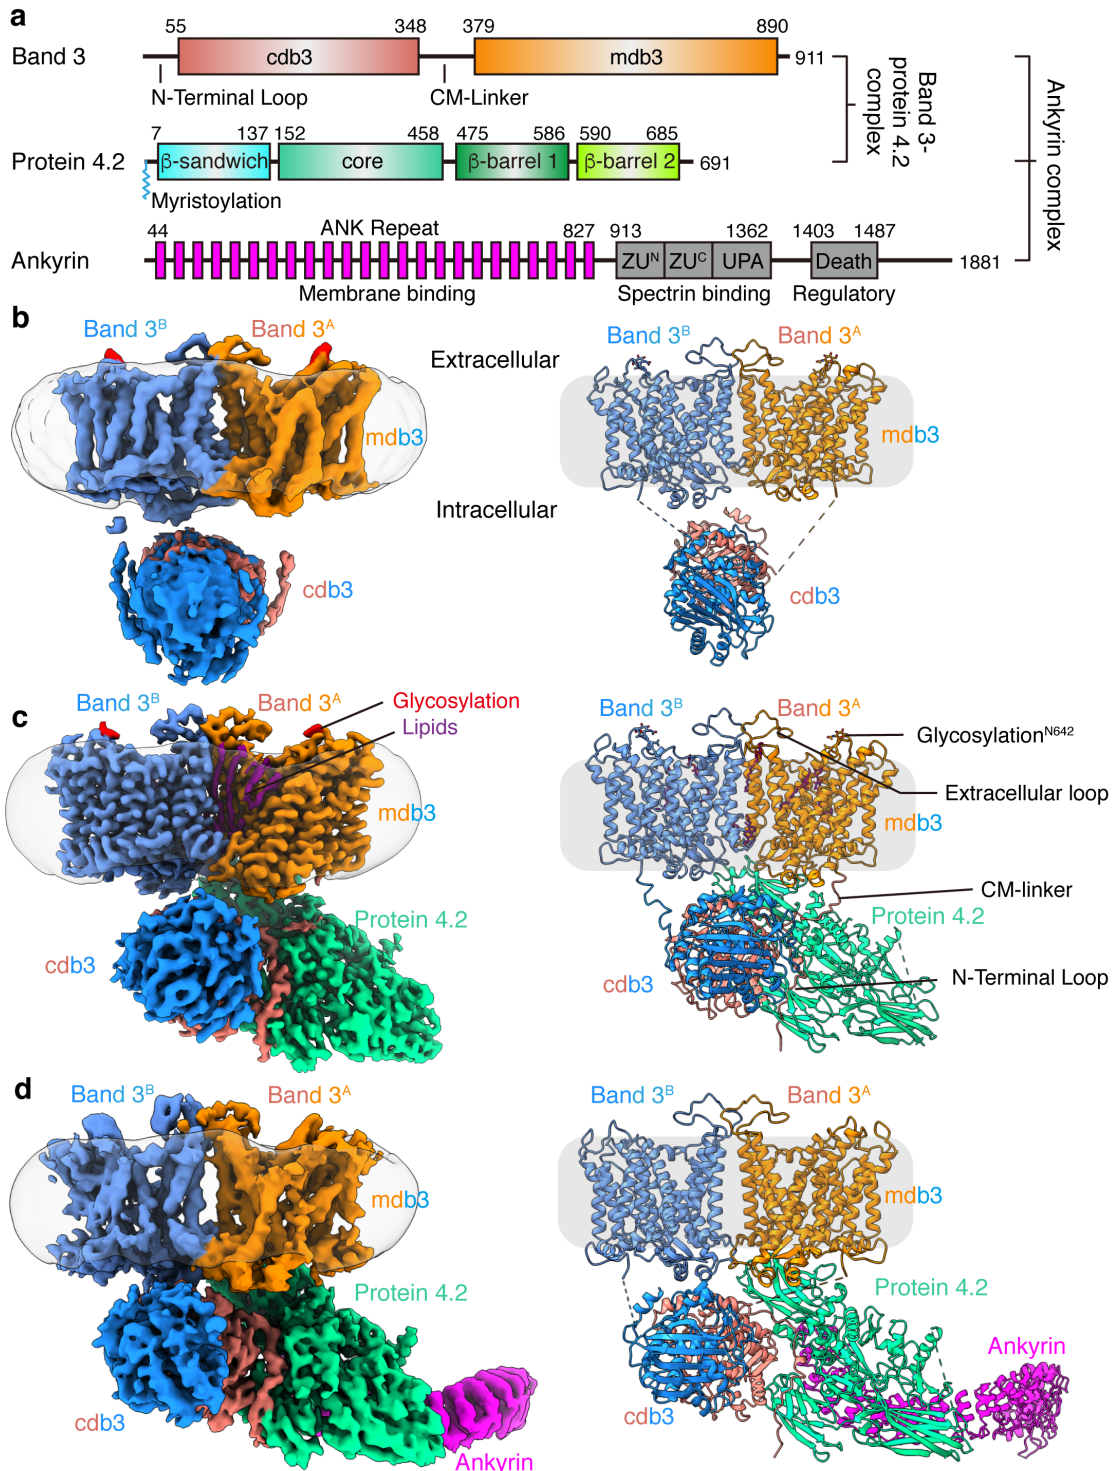 a
55 348 379 890
Band 3 cdb3 mdb3 911
N-Terminal Loop CM-Linker
Band 3-
protein 4.2
complex
Ankyrin complex
7 137 152 458 475 586 590 685
Protein 4.2 β-sandwich core β-barrel 1 β-barrel 2 691
Myristoylation
44 ANK Repeat 827 913 1362 1403 1487
Ankyrin ZUᴺ ZUᶜ UPA Death 1881
Membrane binding Spectrin binding Regulatory
b
Band 3ᴮ Band 3ᴬ Extracellular Band 3ᴮ Band 3ᴬ
mdb3 mdb3
Intracellular
cdb3 cdb3
c
Band 3ᴮ Band 3ᴬ Glycosylation Band 3ᴮ Band 3ᴬ
Lipids Glycosylationᴺ⁶⁴²
Extracellular loop
mdb3 mdb3
CM-linker
Protein 4.2 Protein 4.2
cdb3 cdb3 N-Terminal Loop
d
Band 3ᴮ Band 3ᴬ Band 3ᴮ Band 3ᴬ
mdb3 mdb3
Protein 4.2 Protein 4.2
Ankyrin
cdb3 cdb3
Ankyrin